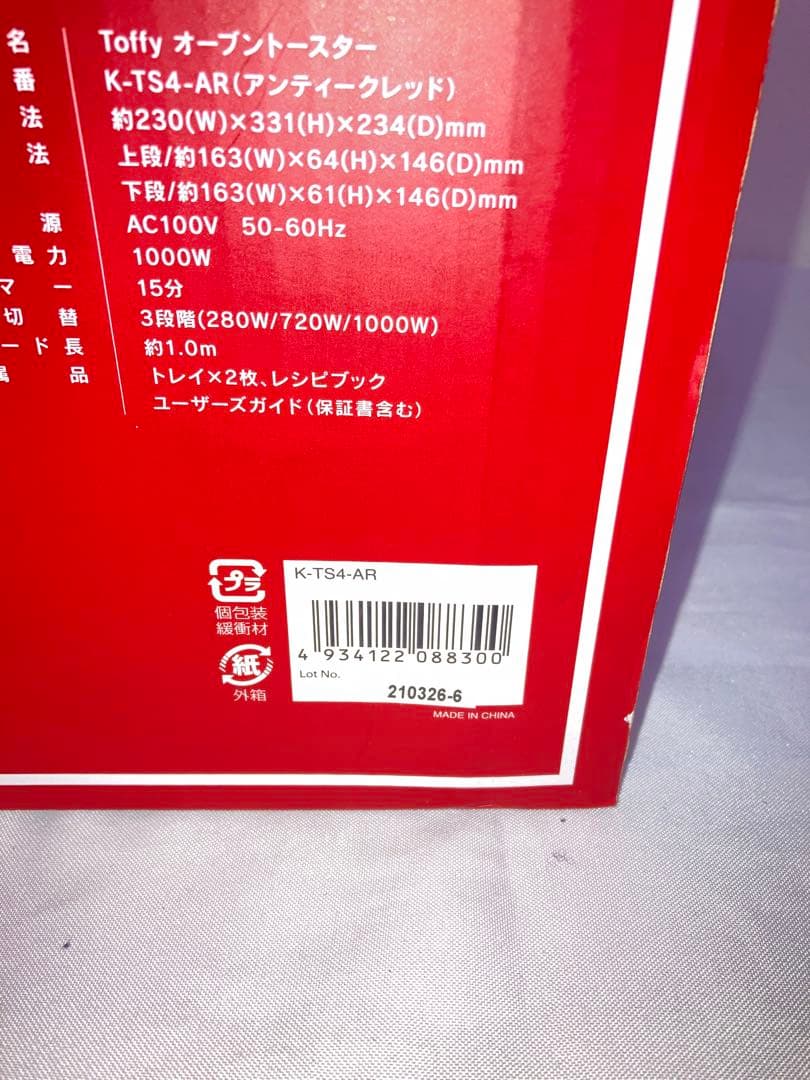 名 Toffy オーブントースター
番 K-TS4-AR(アンティークレッド)
法 約230(W)×331(H)×234(D)mm
法 上段/約163(W)×64(H)×146(D)mm
下段/約163(W)×61(H)×146(D)mm
源 AC100V 50-60Hz
電力 1000W
マー 15分
切替 3段階(280W/720W/1000W)
ード長 約1.0m
属品 トレイ×2枚、レシピブック
ユーザーズガイド(保証書含む)
プラ
個包装
緩衝材
紙
外箱
K-TS4-AR
4 934122 088300
Lot No.
210326-6
MADE IN CHINA